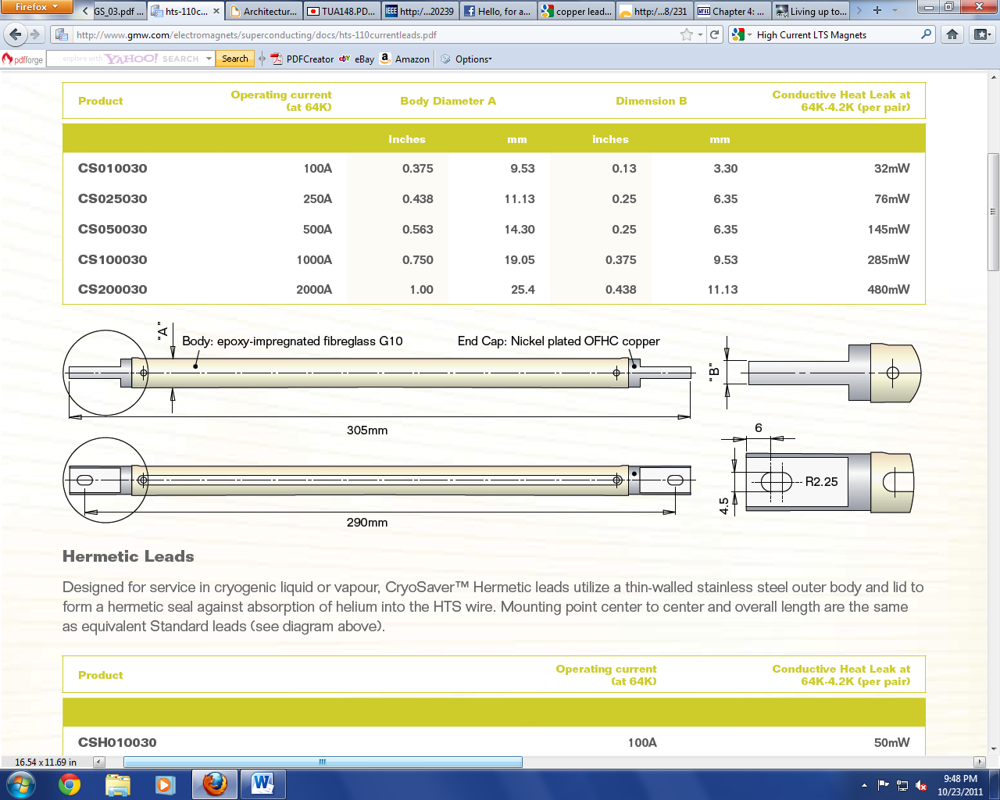 Firefox
GS_03.pdf ...
hts-110c...
Architectur...
TUA148.PD...
IEEE http:/...20239
Hello, for a...
copper lead...
http:/...8/231
HTEC Chapter 4: ...
smd Living up to...
http://www.gmw.com/electromagnets/superconducting/docs/hts-110currentleads.pdf
High Current LTS Magnets
pdfforge
explore with YAHOO! SEARCH
Search
PDFCreator
eBay
Amazon
Options
Product Operating current (at 64K) Body Diameter A Dimension B Conductive Heat Leak at 64K-4.2K (per pair)
Inches mm inches mm
CS010030 100A 0.375 9.53 0.13 3.30 32mW
CS025030 250A 0.438 11.13 0.25 6.35 76mW
CS050030 500A 0.563 14.30 0.25 6.35 145mW
CS100030 1000A 0.750 19.05 0.375 9.53 285mW
CS200030 2000A 1.00 25.4 0.438 11.13 480mW
"A"
Body: epoxy-impregnated fibreglass G10
End Cap: Nickel plated OFHC copper
"B"
305mm
6
R2.25
4.5
290mm
Hermetic Leads
Designed for service in cryogenic liquid or vapour, CryoSaver™ Hermetic leads utilize a thin-walled stainless steel outer body and lid to
form a hermetic seal against absorption of helium into the HTS wire. Mounting point center to center and overall length are the same
as equivalent Standard leads (see diagram above).
Product Operating current (at 64K) Conductive Heat Leak at 64K-4.2K (per pair)
CSH010030 100A 50mW
16.54 x 11.69 in
9:48 PM
10/23/2011